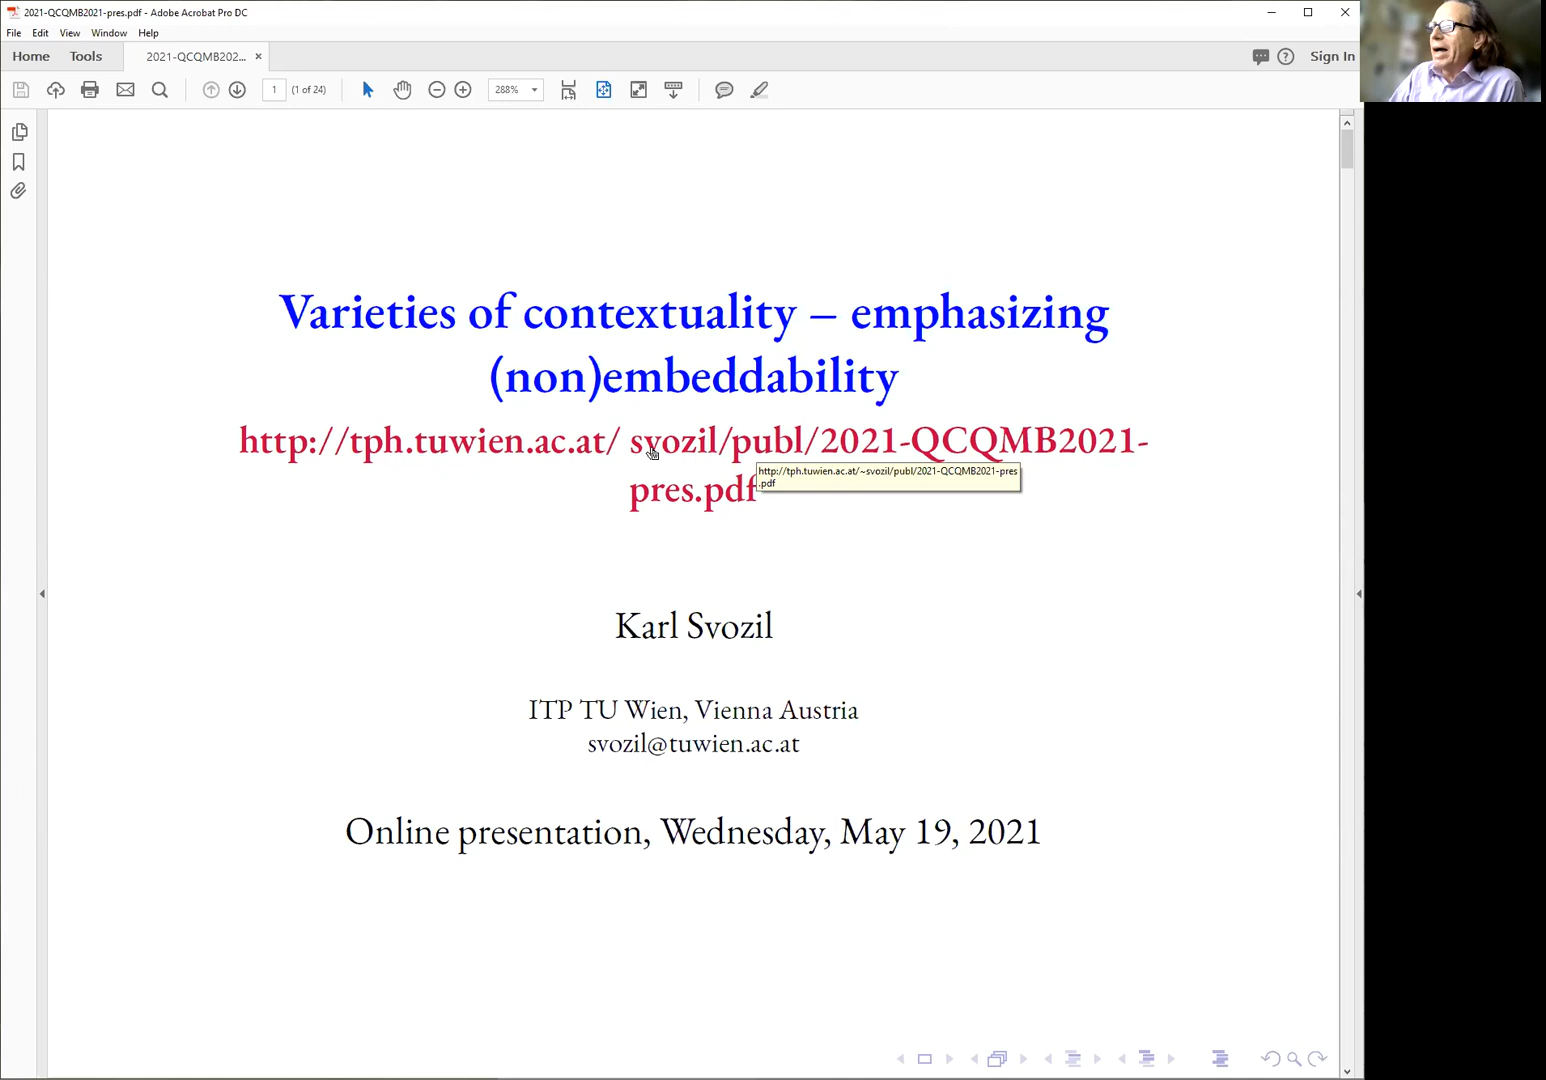 2021-QCQMB2021-pres.pdf - Adobe Acrobat Pro DC
File Edit View Window Help
Home Tools 2021-QCQMB202... × Sign In
1 (1 of 24) 288%
Varieties of contextuality – emphasizing
(non)embeddability
http://tph.tuwien.ac.at/ svozil/publ/2021-QCQMB2021-
pres.pdf
http://tph.tuwien.ac.at/~svozil/publ/2021-QCQMB2021-pres
.pdf
Karl Svozil
ITP TU Wien, Vienna Austria
svozil@tuwien.ac.at
Online presentation, Wednesday, May 19, 2021